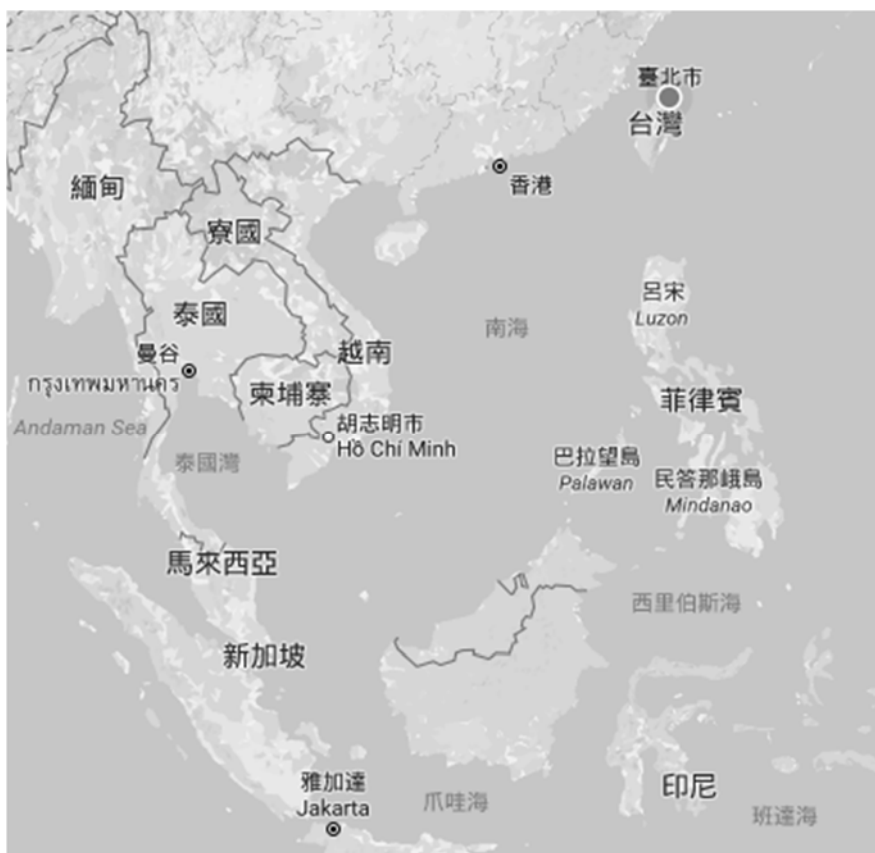 臺北市
台灣
香港
緬甸
寮國
呂宋
Luzon
泰國
南海
越南
曼谷
กรุงเทพมหานคร
柬埔寨
菲律賓
胡志明市
Hồ Chí Minh
Andaman Sea
泰國灣
巴拉望島
Palawan
民答那峨島
Mindanao
馬來西亞
西里伯斯海
新加坡
雅加達
Jakarta
爪哇海
印尼
班達海